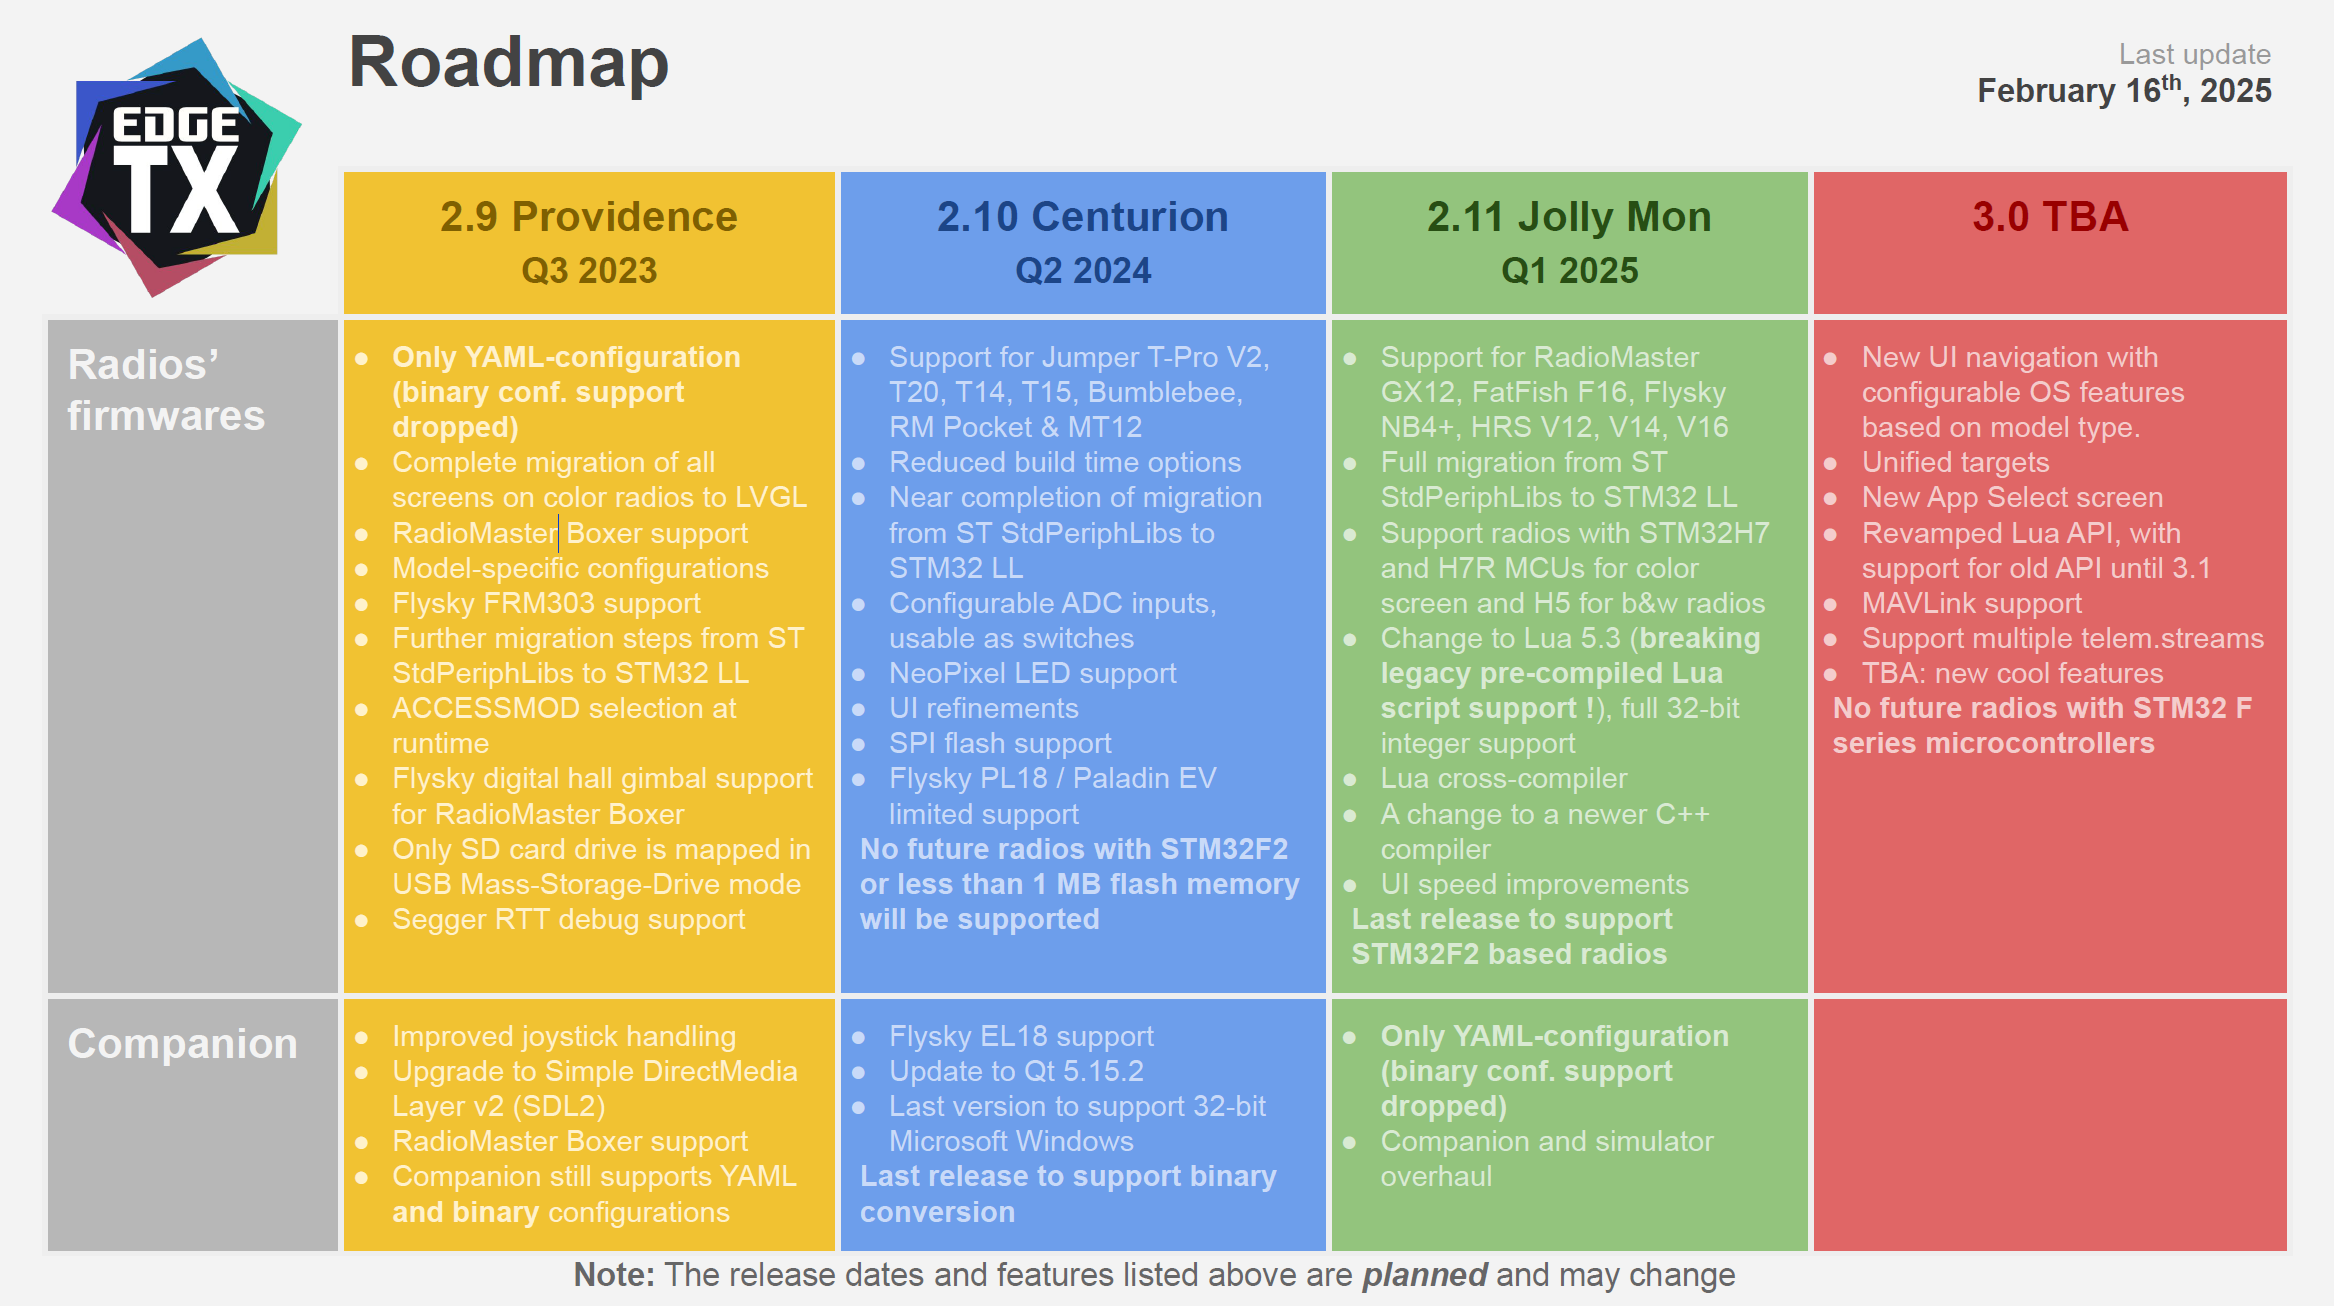 EDGE
TX
Roadmap
Last update
February 16th, 2025
2.9 Providence
Q3 2023
2.10 Centurion
Q2 2024
2.11 Jolly Mon
Q1 2025
3.0 TBA
Radios’
firmwares
● Only YAML-configuration
(binary conf. support
dropped)
● Complete migration of all
screens on color radios to LVGL
● RadioMaster Boxer support
● Model-specific configurations
● Flysky FRM303 support
● Further migration steps from ST
StdPeriphLibs to STM32 LL
● ACCESSMOD selection at
runtime
● Flysky digital hall gimbal support
for RadioMaster Boxer
● Only SD card drive is mapped in
USB Mass-Storage-Drive mode
● Segger RTT debug support
● Support for Jumper T-Pro V2,
T20, T14, T15, Bumblebee,
RM Pocket & MT12
● Reduced build time options
● Near completion of migration
from ST StdPeriphLibs to
STM32 LL
● Configurable ADC inputs,
usable as switches
● NeoPixel LED support
● UI refinements
● SPI flash support
● Flysky PL18 / Paladin EV
limited support
No future radios with STM32F2
or less than 1 MB flash memory
will be supported
● Support for RadioMaster
GX12, FatFish F16, Flysky
NB4+, HRS V12, V14, V16
● Full migration from ST
StdPeriphLibs to STM32 LL
● Support radios with STM32H7
and H7R MCUs for color
screen and H5 for b&w radios
● Change to Lua 5.3 (breaking
legacy pre-compiled Lua
script support !), full 32-bit
integer support
● Lua cross-compiler
● A change to a newer C++
compiler
● UI speed improvements
Last release to support
STM32F2 based radios
● New UI navigation with
configurable OS features
based on model type.
● Unified targets
● New App Select screen
● Revamped Lua API, with
support for old API until 3.1
● MAVLink support
● Support multiple telem.streams
● TBA: new cool features
No future radios with STM32 F
series microcontrollers
Companion
● Improved joystick handling
● Upgrade to Simple DirectMedia
Layer v2 (SDL2)
● RadioMaster Boxer support
● Companion still supports YAML
and binary configurations
● Flysky EL18 support
● Update to Qt 5.15.2
● Last version to support 32-bit
Microsoft Windows
Last release to support binary
conversion
● Only YAML-configuration
(binary conf. support
dropped)
● Companion and simulator
overhaul
Note: The release dates and features listed above are planned and may change